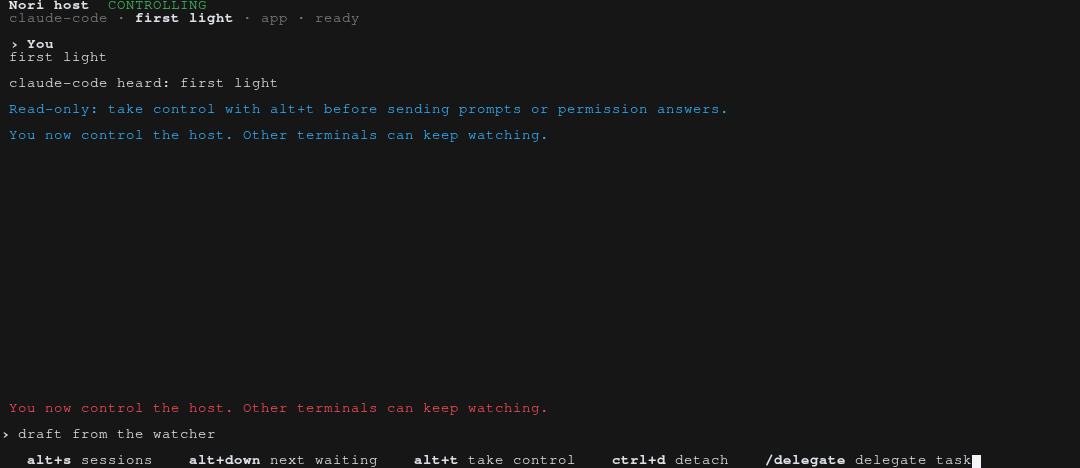 Nori host  CONTROLLING
claude-code · first light · app · ready
› You
first light
claude-code heard: first light
Read-only: take control with alt+t before sending prompts or permission answers.
You now control the host. Other terminals can keep watching.
You now control the host. Other terminals can keep watching.
› draft from the watcher
alt+s sessions    alt+down next waiting    alt+t take control    ctrl+d detach    /delegate delegate task